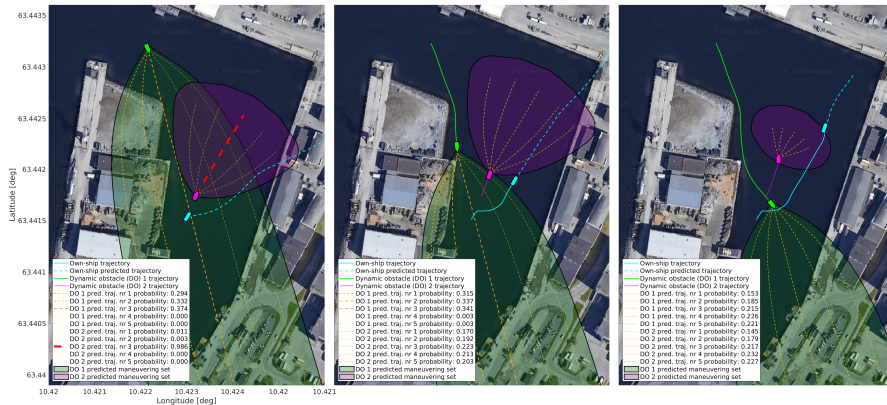 63.4435
63.443
63.4425
63.442
63.4415
63.441
63.4405
63.44
Latitude [deg]
Own-ship trajectory
Own-ship predicted trajectory
Dynamic obstacle (DO) 1 trajectory
Dynamic obstacle (DO) 2 trajectory
DO 1 pred. traj. nr 1 probability: 0.294
DO 1 pred. traj. nr 2 probability: 0.332
DO 1 pred. traj. nr 3 probability: 0.374
DO 1 pred. traj. nr 4 probability: 0.000
DO 1 pred. traj. nr 5 probability: 0.000
DO 2 pred. traj. nr 1 probability: 0.011
DO 2 pred. traj. nr 2 probability: 0.003
DO 2 pred. traj. nr 3 probability: 0.986
DO 2 pred. traj. nr 4 probability: 0.000
DO 2 pred. traj. nr 5 probability: 0.000
DO 1 predicted maneuvering set
DO 2 predicted maneuvering set
10.42 10.421 10.422 10.423 10.424 10.42 10.421
Longitude [deg]
Own-ship trajectory
Own-ship predicted trajectory
Dynamic obstacle (DO) 1 trajectory
Dynamic obstacle (DO) 2 trajectory
DO 1 pred. traj. nr 1 probability: 0.315
DO 1 pred. traj. nr 2 probability: 0.337
DO 1 pred. traj. nr 3 probability: 0.341
DO 1 pred. traj. nr 4 probability: 0.003
DO 1 pred. traj. nr 5 probability: 0.003
DO 2 pred. traj. nr 1 probability: 0.170
DO 2 pred. traj. nr 2 probability: 0.192
DO 2 pred. traj. nr 3 probability: 0.223
DO 2 pred. traj. nr 4 probability: 0.213
DO 2 pred. traj. nr 5 probability: 0.203
DO 1 predicted maneuvering set
DO 2 predicted maneuvering set
Own-ship trajectory
Own-ship predicted trajectory
Dynamic obstacle (DO) 1 trajectory
Dynamic obstacle (DO) 2 trajectory
DO 1 pred. traj. nr 1 probability: 0.153
DO 1 pred. traj. nr 2 probability: 0.185
DO 1 pred. traj. nr 3 probability: 0.215
DO 1 pred. traj. nr 4 probability: 0.226
DO 1 pred. traj. nr 5 probability: 0.221
DO 2 pred. traj. nr 1 probability: 0.145
DO 2 pred. traj. nr 2 probability: 0.179
DO 2 pred. traj. nr 3 probability: 0.217
DO 2 pred. traj. nr 4 probability: 0.232
DO 2 pred. traj. nr 5 probability: 0.227
DO 1 predicted maneuvering set
DO 2 predicted maneuvering set